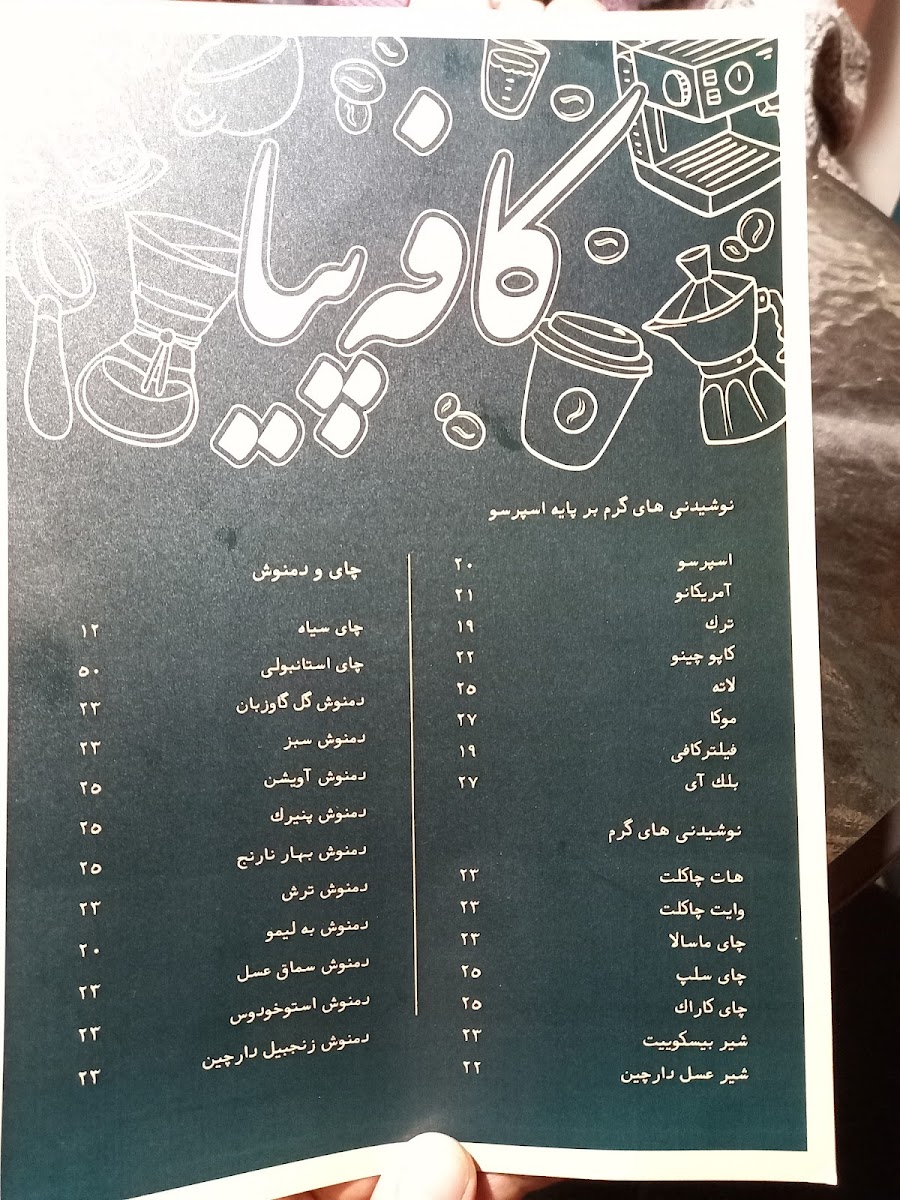 کافه پیا
نوشیدنی های گرم بر پایه اسپرسو
اسپرسو ۲۰
آمریکانو ۲۱
ترک ۱۹
کاپو چینو ۲۲
لاته ۲۵
موکا ۲۷
فیلترکافی ۱۹
بلک آی ۲۷
نوشیدنی های گرم
هات چاکلت ۲۳
وایت چاکلت ۲۳
چای ماسالا ۲۳
چای سلپ ۲۵
چای کاراک ۲۵
شیر بیسکوییت ۲۳
شیر عسل دارچین ۲۲
چای و دمنوش
چای سیاه ۱۲
چای استانبولی ۵۰
دمنوش گل گاوزبان ۲۳
دمنوش سبز ۲۳
دمنوش آویشن ۲۵
دمنوش پنیرک ۲۵
دمنوش بهار نارنج ۲۵
دمنوش ترش ۲۳
دمنوش به لیمو ۲۰
دمنوش سماق عسل ۲۳
دمنوش استوخودوس ۲۳
دمنوش زنجبیل دارچین ۲۳